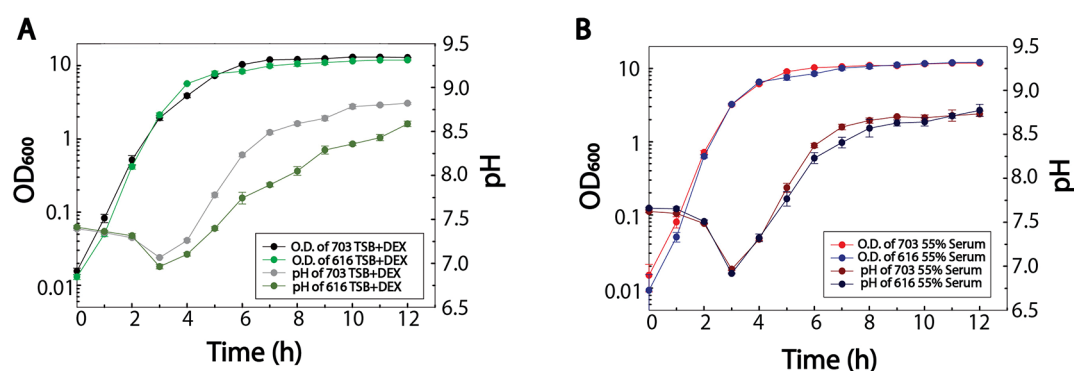 A
OD600
10
1
0.1
0.01
9.5
9.0
8.5
8.0
7.5
7.0
6.5
pH
O.D. of 703 TSB+DEX
O.D. of 616 TSB+DEX
pH of 703 TSB+DEX
pH of 616 TSB+DEX
0 2 4 6 8 10 12
Time (h)
B
OD600
10
1
0.1
0.01
9.5
9.0
8.5
8.0
7.5
7.0
6.5
pH
O.D. of 703 55% Serum
O.D. of 616 55% Serum
pH of 703 55% Serum
pH of 616 55% Serum
0 2 4 6 8 10 12
Time (h)